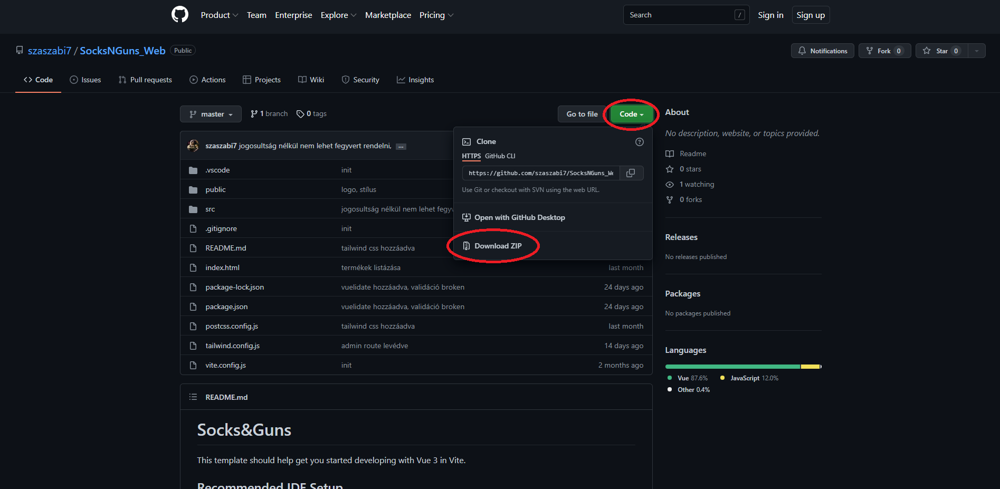 Product Team Enterprise Explore Marketplace Pricing Search / Sign in Sign up
szaszabi7 / SocksNGuns_Web Public Notifications Fork 0 Star 0
Code Issues Pull requests Actions Projects Wiki Security Insights
master 1 branch 0 tags Go to file Code
szaszabi7 jogosultság nélkül nem lehet fegyvert rendelni, ...
.vscode init
public logo, stílus
src jogosultság nélkül nem lehet fegyv
.gitignore init
README.md tailwind css hozzáadva
index.html termékek listázása last month
package-lock.json vuelidate hozzáadva, validáció broken 24 days ago
package.json vuelidate hozzáadva, validáció broken 24 days ago
postcss.config.js tailwind css hozzáadva last month
tailwind.config.js admin route levédve 14 days ago
vite.config.js init 2 months ago
Clone
HTTPS GitHub CLI
https://github.com/szaszabi7/SocksNGuns_We
Use Git or checkout with SVN using the web URL.
Open with GitHub Desktop
Download ZIP
README.md
Socks&Guns
This template should help get you started developing with Vue 3 in Vite.
Recommended IDE Setup
About
No description, website, or topics provided.
Readme
0 stars
1 watching
0 forks
Releases
No releases published
Packages
No packages published
Languages
Vue 87.6% JavaScript 12.0%
Other 0.4%